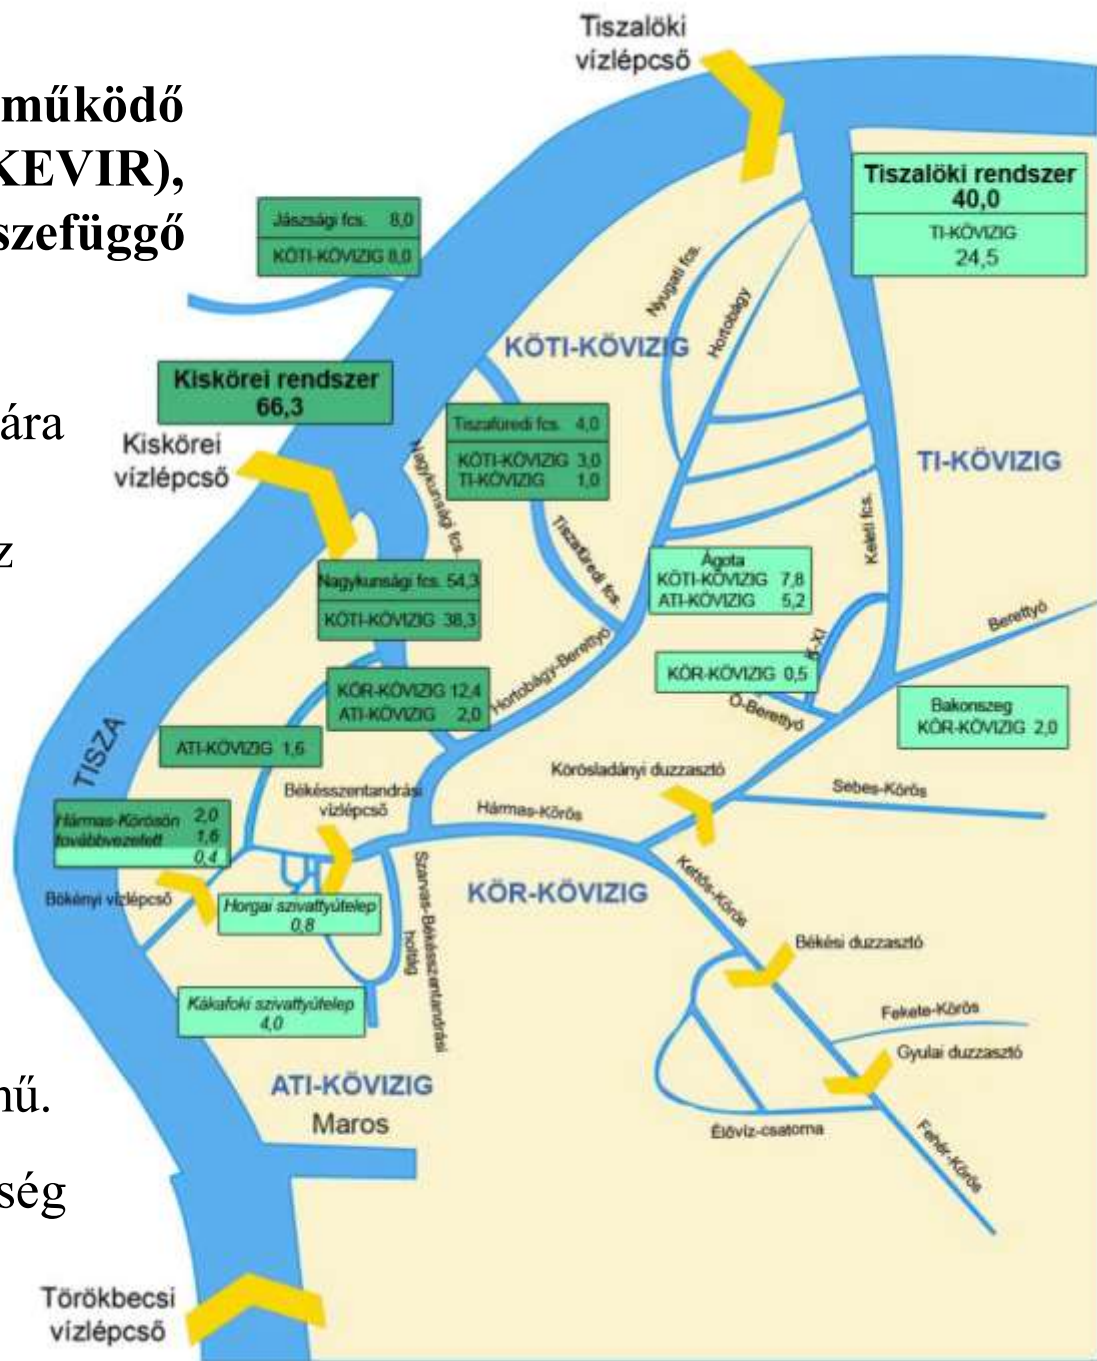 Tiszalöki
vízlépcső
működő
KEVIR),
szefüggő
Tiszalöki rendszer
40,0
TI-KÖVIZIG
24,5
Jászsági fcs. 8,0
KÖTI-KÖVIZIG 8,0
Nyugati fcs.
Hortobágy
KÖTI-KÖVIZIG
Kiskörei rendszer
66,3
ára
Kiskörei
vízlépcső
Tiszafüredi fcs. 4,0
KÖTI-KÖVIZIG 3,0
TI-KÖVIZIG 1,0
TI-KÖVIZIG
Nagykunsági fcs.
Keleti fcs.
z
Tiszafüredi fcs.
Nagykunsági fcs. 54,3
KÖTI-KÖVIZIG 38,3
Ágota
KÖTI-KÖVIZIG 7,8
ATI-KÖVIZIG 5,2
Berettyó
K-XI
Hortobágy-Berettyó
KÖR-KÖVIZIG 0,5
KÖR-KÖVIZIG 12,4
ATI-KÖVIZIG 2,0
Ó-Berettyó
Bakonszeg
KÖR-KÖVIZIG 2,0
TISZA
ATI-KÖVIZIG 1,6
Körösladányi duzzasztó
Békésszentandrási
vízlépcső
Sebes-Körös
Hármas-Körös
Hármas-Körösön 2,0
továbbvezetett 1,6
0,4
Kettős-Körös
KÖR-KÖVIZIG
Bökényi vízlépcső
Horgai szivattyútelep
0,8
Szarvas-Békésszentandrási
holtág
Békési duzzasztó
Kákafoki szivattyútelep
4,0
Fekete-Körös
Gyulai duzzasztó
ATI-KÖVIZIG
nű.
Maros
Élővíz-csatorna
Fehér-Körös
ség
Törökbecsi
vízlépcső